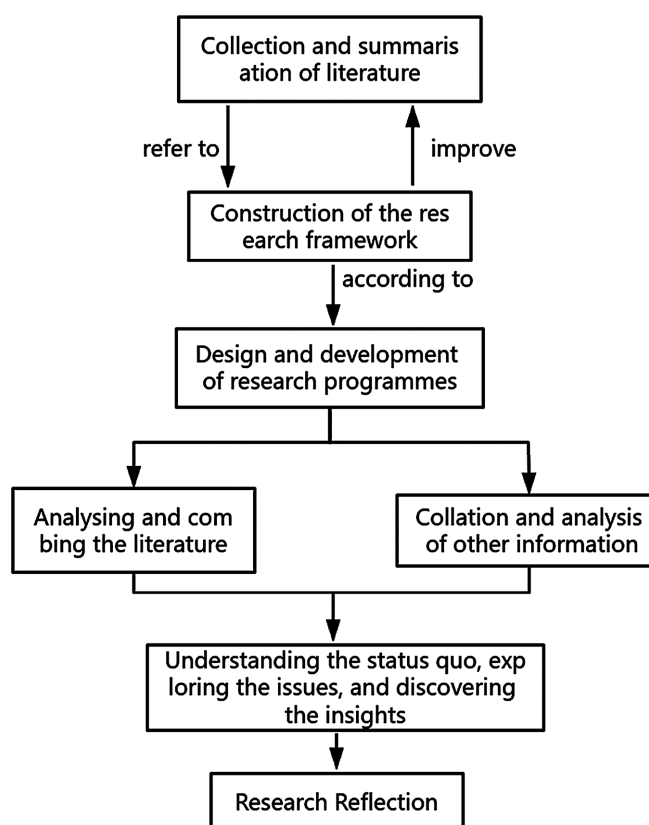 Collection and summaris
ation of literature
refer to
improve
Construction of the res
earch framework
according to
Design and development
of research programmes
Analysing and com
bing the literature
Collation and analysis
of other information
Understanding the status quo, exp
loring the issues, and discovering
the insights
Research Reflection